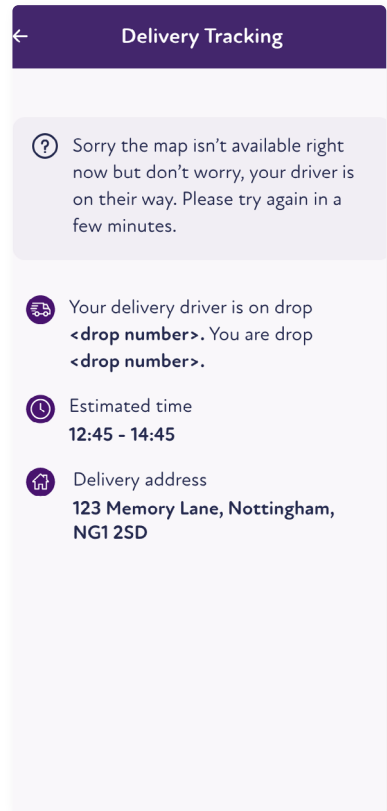 Delivery Tracking
Sorry the map isn’t available right
now but don’t worry, your driver is
on their way. Please try again in a
few minutes.
Your delivery driver is on drop
<drop number>. You are drop
<drop number>.
Estimated time
12:45 - 14:45
Delivery address
123 Memory Lane, Nottingham,
NG1 2SD